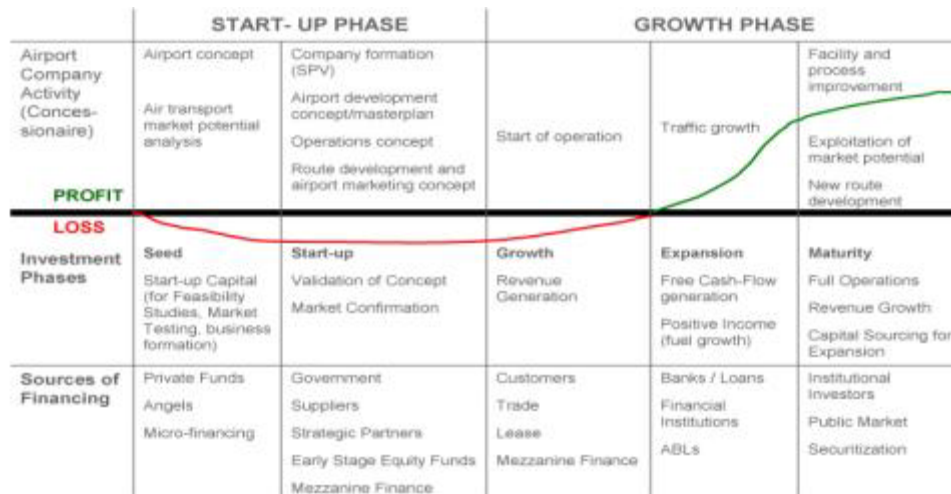 START- UP PHASE
GROWTH PHASE
Airport
Company
Activity
(Conces-
sionaire)
Airport concept
Air transport
market potential
analysis
Company formation
(SPV)
Airport development
concept/masterplan
Operations concept
Route development and
airport marketing concept
Start of operation
Traffic growth
Facility and
process
improvement
Exploitation of
market potential
New route
development
PROFIT
LOSS
Investment
Phases
Seed
Start-up Capital
(for Feasibility
Studies, Market
Testing, business
formation)
Start-up
Validation of Concept
Market Confirmation
Growth
Revenue
Generation
Expansion
Free Cash-Flow
generation
Positive Income
(fuel growth)
Maturity
Full Operations
Revenue Growth
Capital Sourcing for
Expansion
Sources of
Financing
Private Funds
Angels
Micro-financing
Government
Suppliers
Strategic Partners
Early Stage Equity Funds
Mezzanine Finance
Customers
Trade
Lease
Mezzanine Finance
Banks / Loans
Financial
Institutions
ABLs
Institutional
Investors
Public Market
Securitization